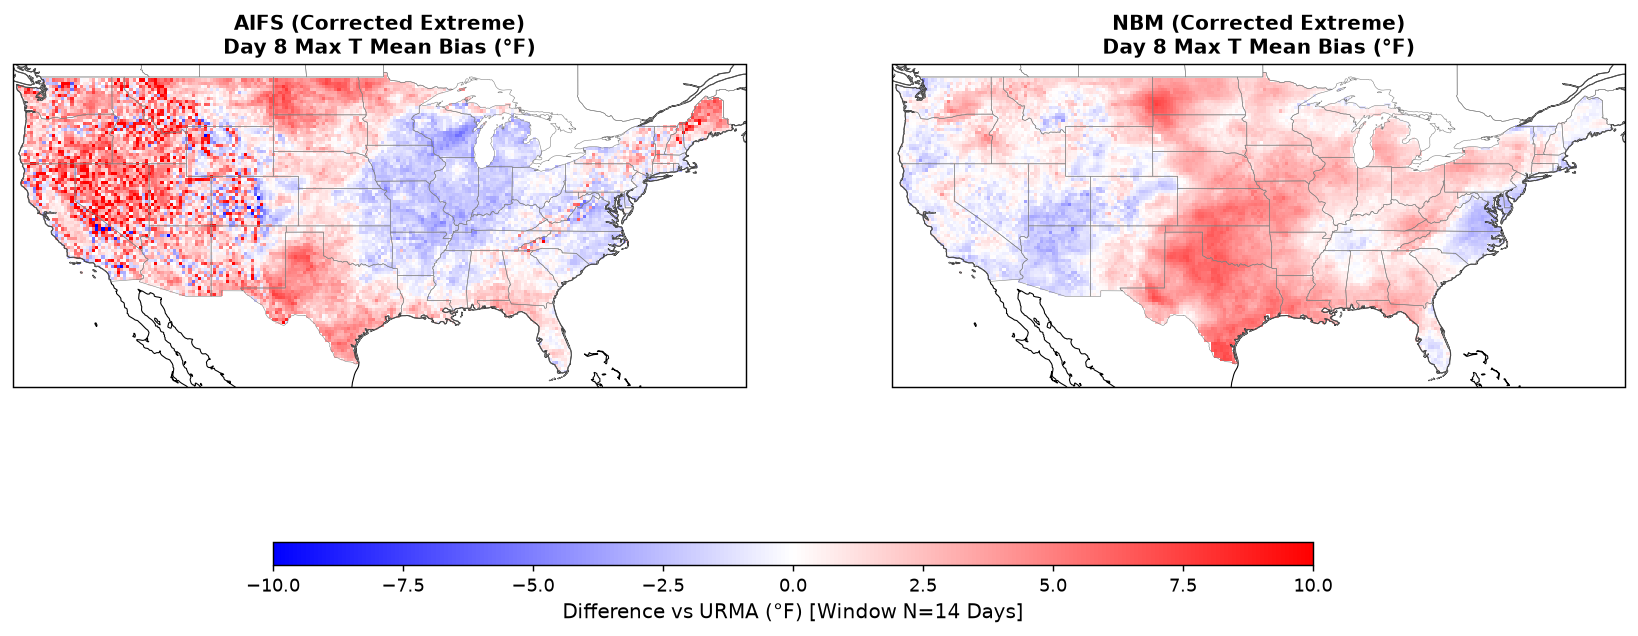 AIFS (Corrected Extreme)
Day 8 Max T Mean Bias (°F)
NBM (Corrected Extreme)
Day 8 Max T Mean Bias (°F)
−10.0
−7.5
−5.0
−2.5
0.0
2.5
5.0
7.5
10.0
Difference vs URMA (°F) [Window N=14 Days]